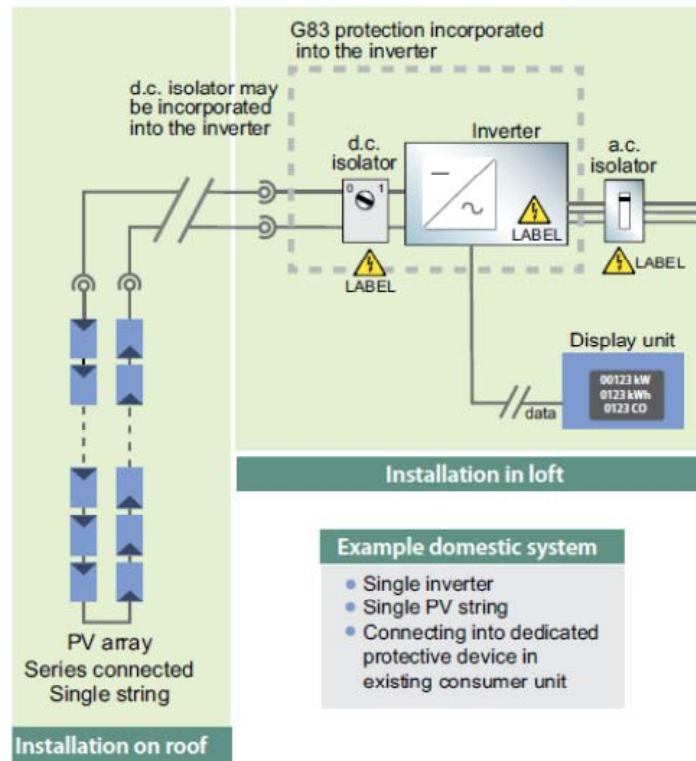 G83 protection incorporated
into the inverter
d.c. isolator may
be incorporated
into the inverter
d.c.
isolator
0 1
Inverter
a.c.
isolator
LABEL
LABEL
LABEL
Display unit
00123 kW
0123 kWh
0123 CO
data
Installation in loft
Example domestic system
Single inverter
Single PV string
Connecting into dedicated
protective device in
existing consumer unit
PV array
Series connected
Single string
Installation on roof